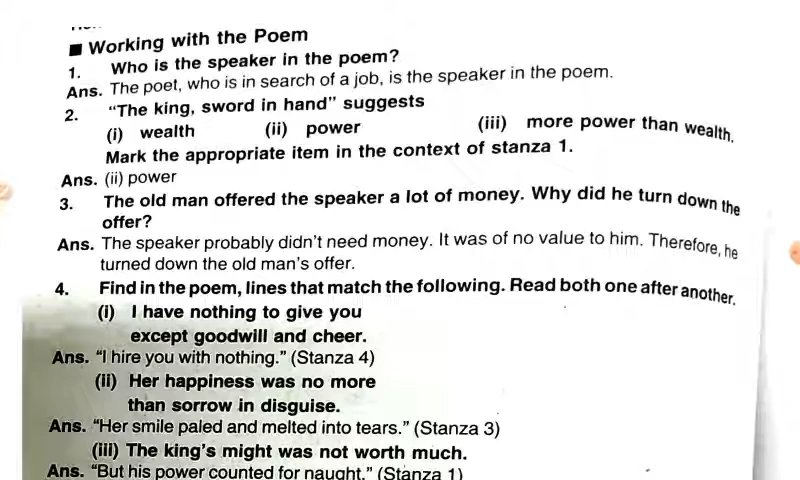 ■ Working with the Poem
1. Who is the speaker in the poem?
Ans. The poet, who is in search of a job, is the speaker in the poem.
2. “The king, sword in hand” suggests
(i) wealth (ii) power (iii) more power than wealth.
Mark the appropriate item in the context of stanza 1.
Ans. (ii) power
3. The old man offered the speaker a lot of money. Why did he turn down the
offer?
Ans. The speaker probably didn’t need money. It was of no value to him. Therefore, he
turned down the old man’s offer.
4. Find in the poem, lines that match the following. Read both one after another.
(i) I have nothing to give you
except goodwill and cheer.
Ans. “I hire you with nothing.” (Stanza 4)
(ii) Her happiness was no more
than sorrow in disguise.
Ans. “Her smile paled and melted into tears.” (Stanza 3)
(iii) The king’s might was not worth much.
Ans. “But his power counted for naught.” (Stanza 1)